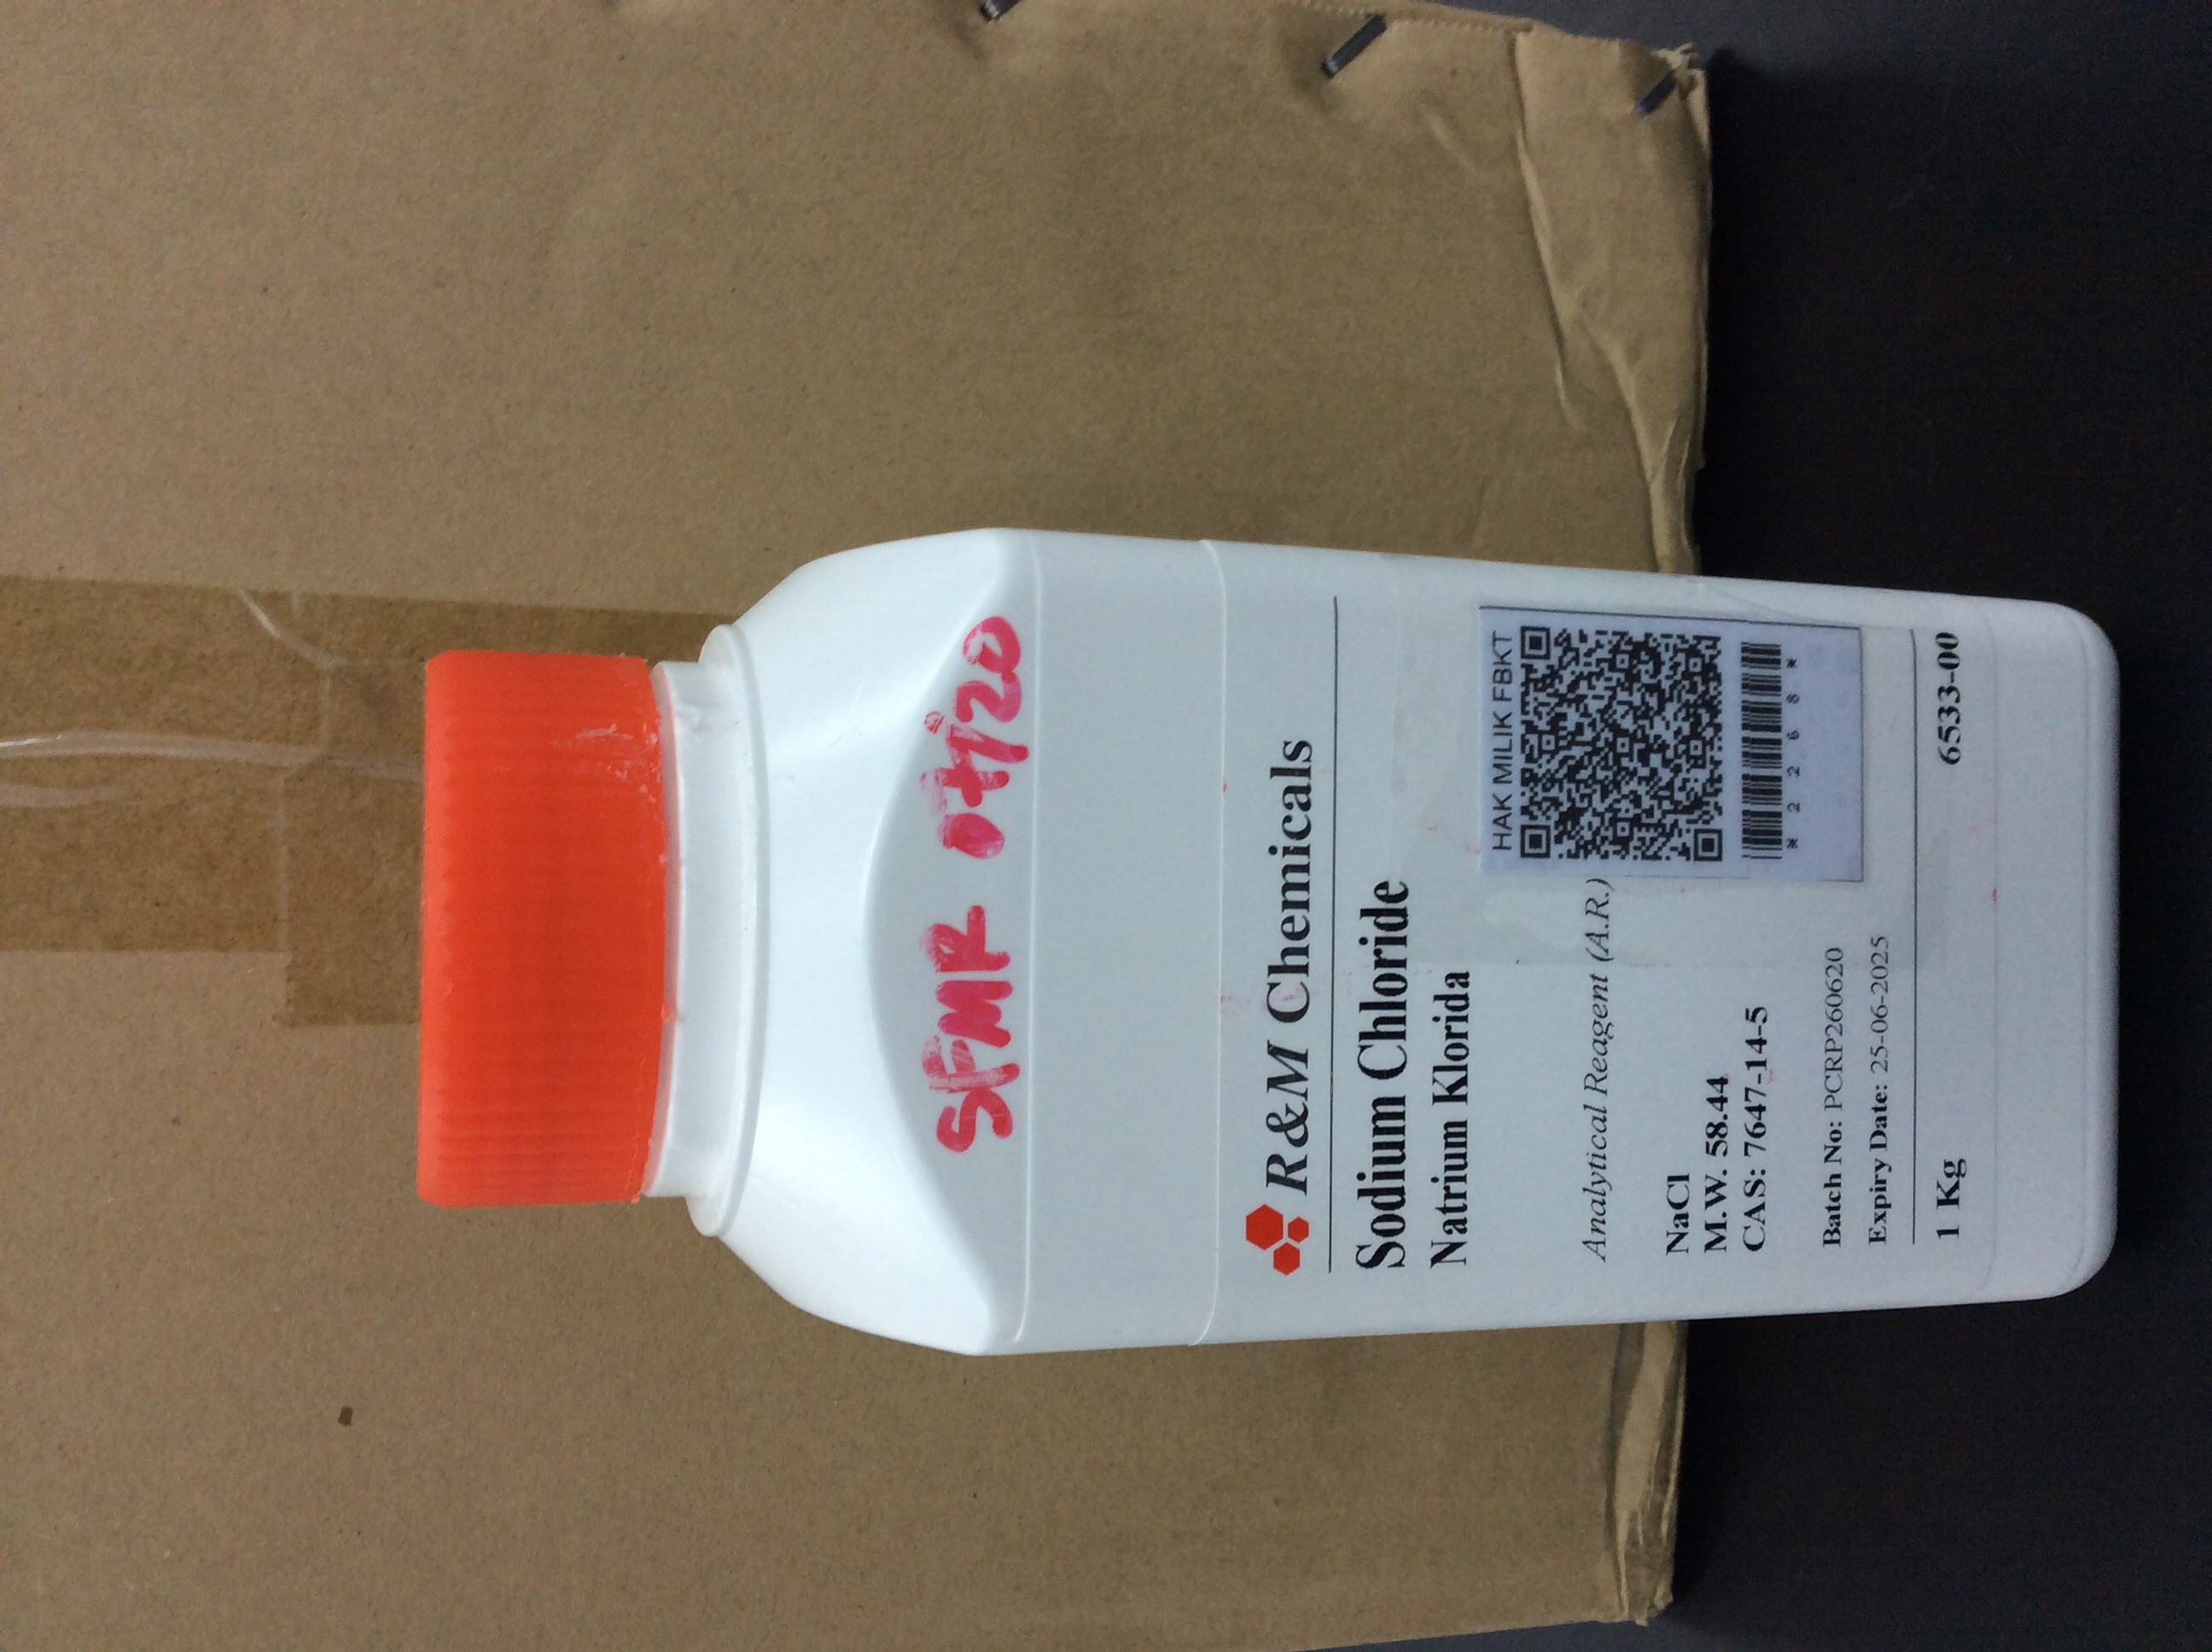 SFMR 07/20
R&M Chemicals
Sodium Chloride
Natrium Klorida
HAK MILIK FBKT
* 2 2 6 8 *
Analytical Reagent (A.R.)
NaCl
M.W. 58.44
CAS: 7647-14-5
Batch No: PCRP260620
Expiry Date: 25-06-2025
1 Kg 6533-00